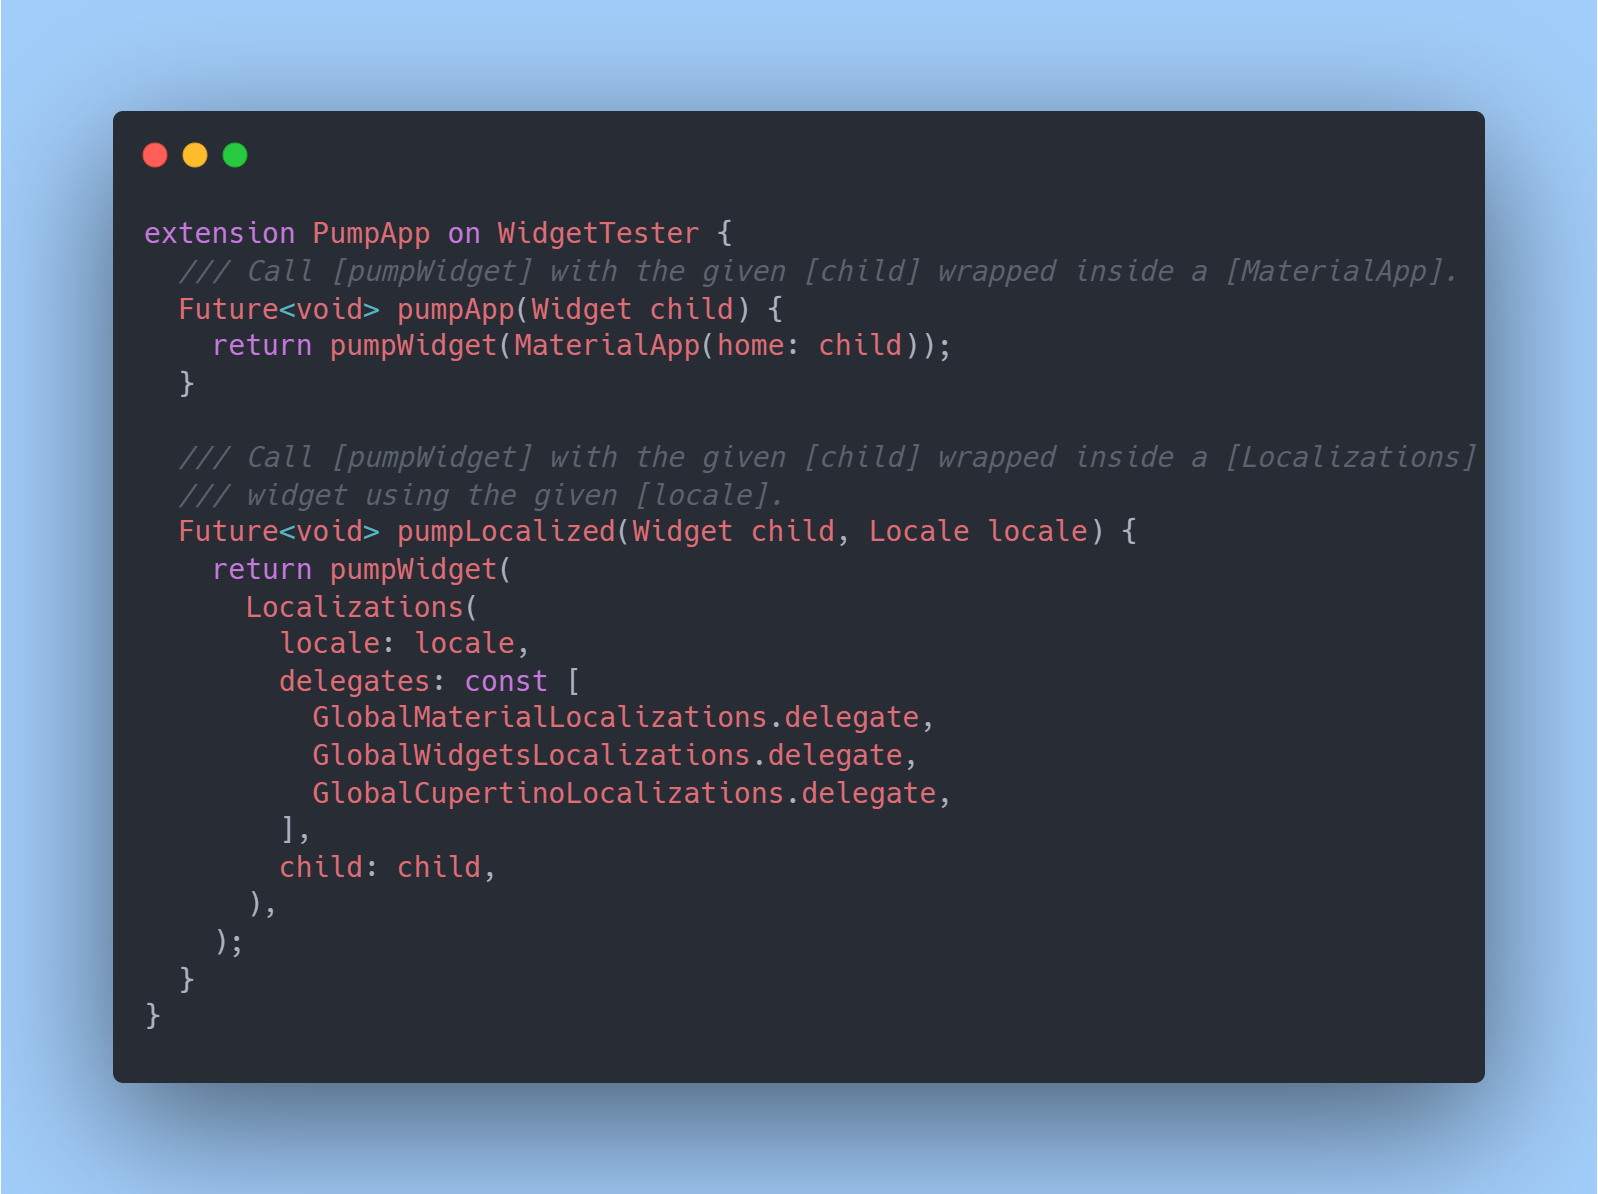 extension PumpApp on WidgetTester {
  /// Call [pumpWidget] with the given [child] wrapped inside a [MaterialApp].
  Future<void> pumpApp(Widget child) {
    return pumpWidget(MaterialApp(home: child));
  }

  /// Call [pumpWidget] with the given [child] wrapped inside a [Localizations]
  /// widget using the given [locale].
  Future<void> pumpLocalized(Widget child, Locale locale) {
    return pumpWidget(
      Localizations(
        locale: locale,
        delegates: const [
          GlobalMaterialLocalizations.delegate,
          GlobalWidgetsLocalizations.delegate,
          GlobalCupertinoLocalizations.delegate,
        ],
        child: child,
      ),
    );
  }
}